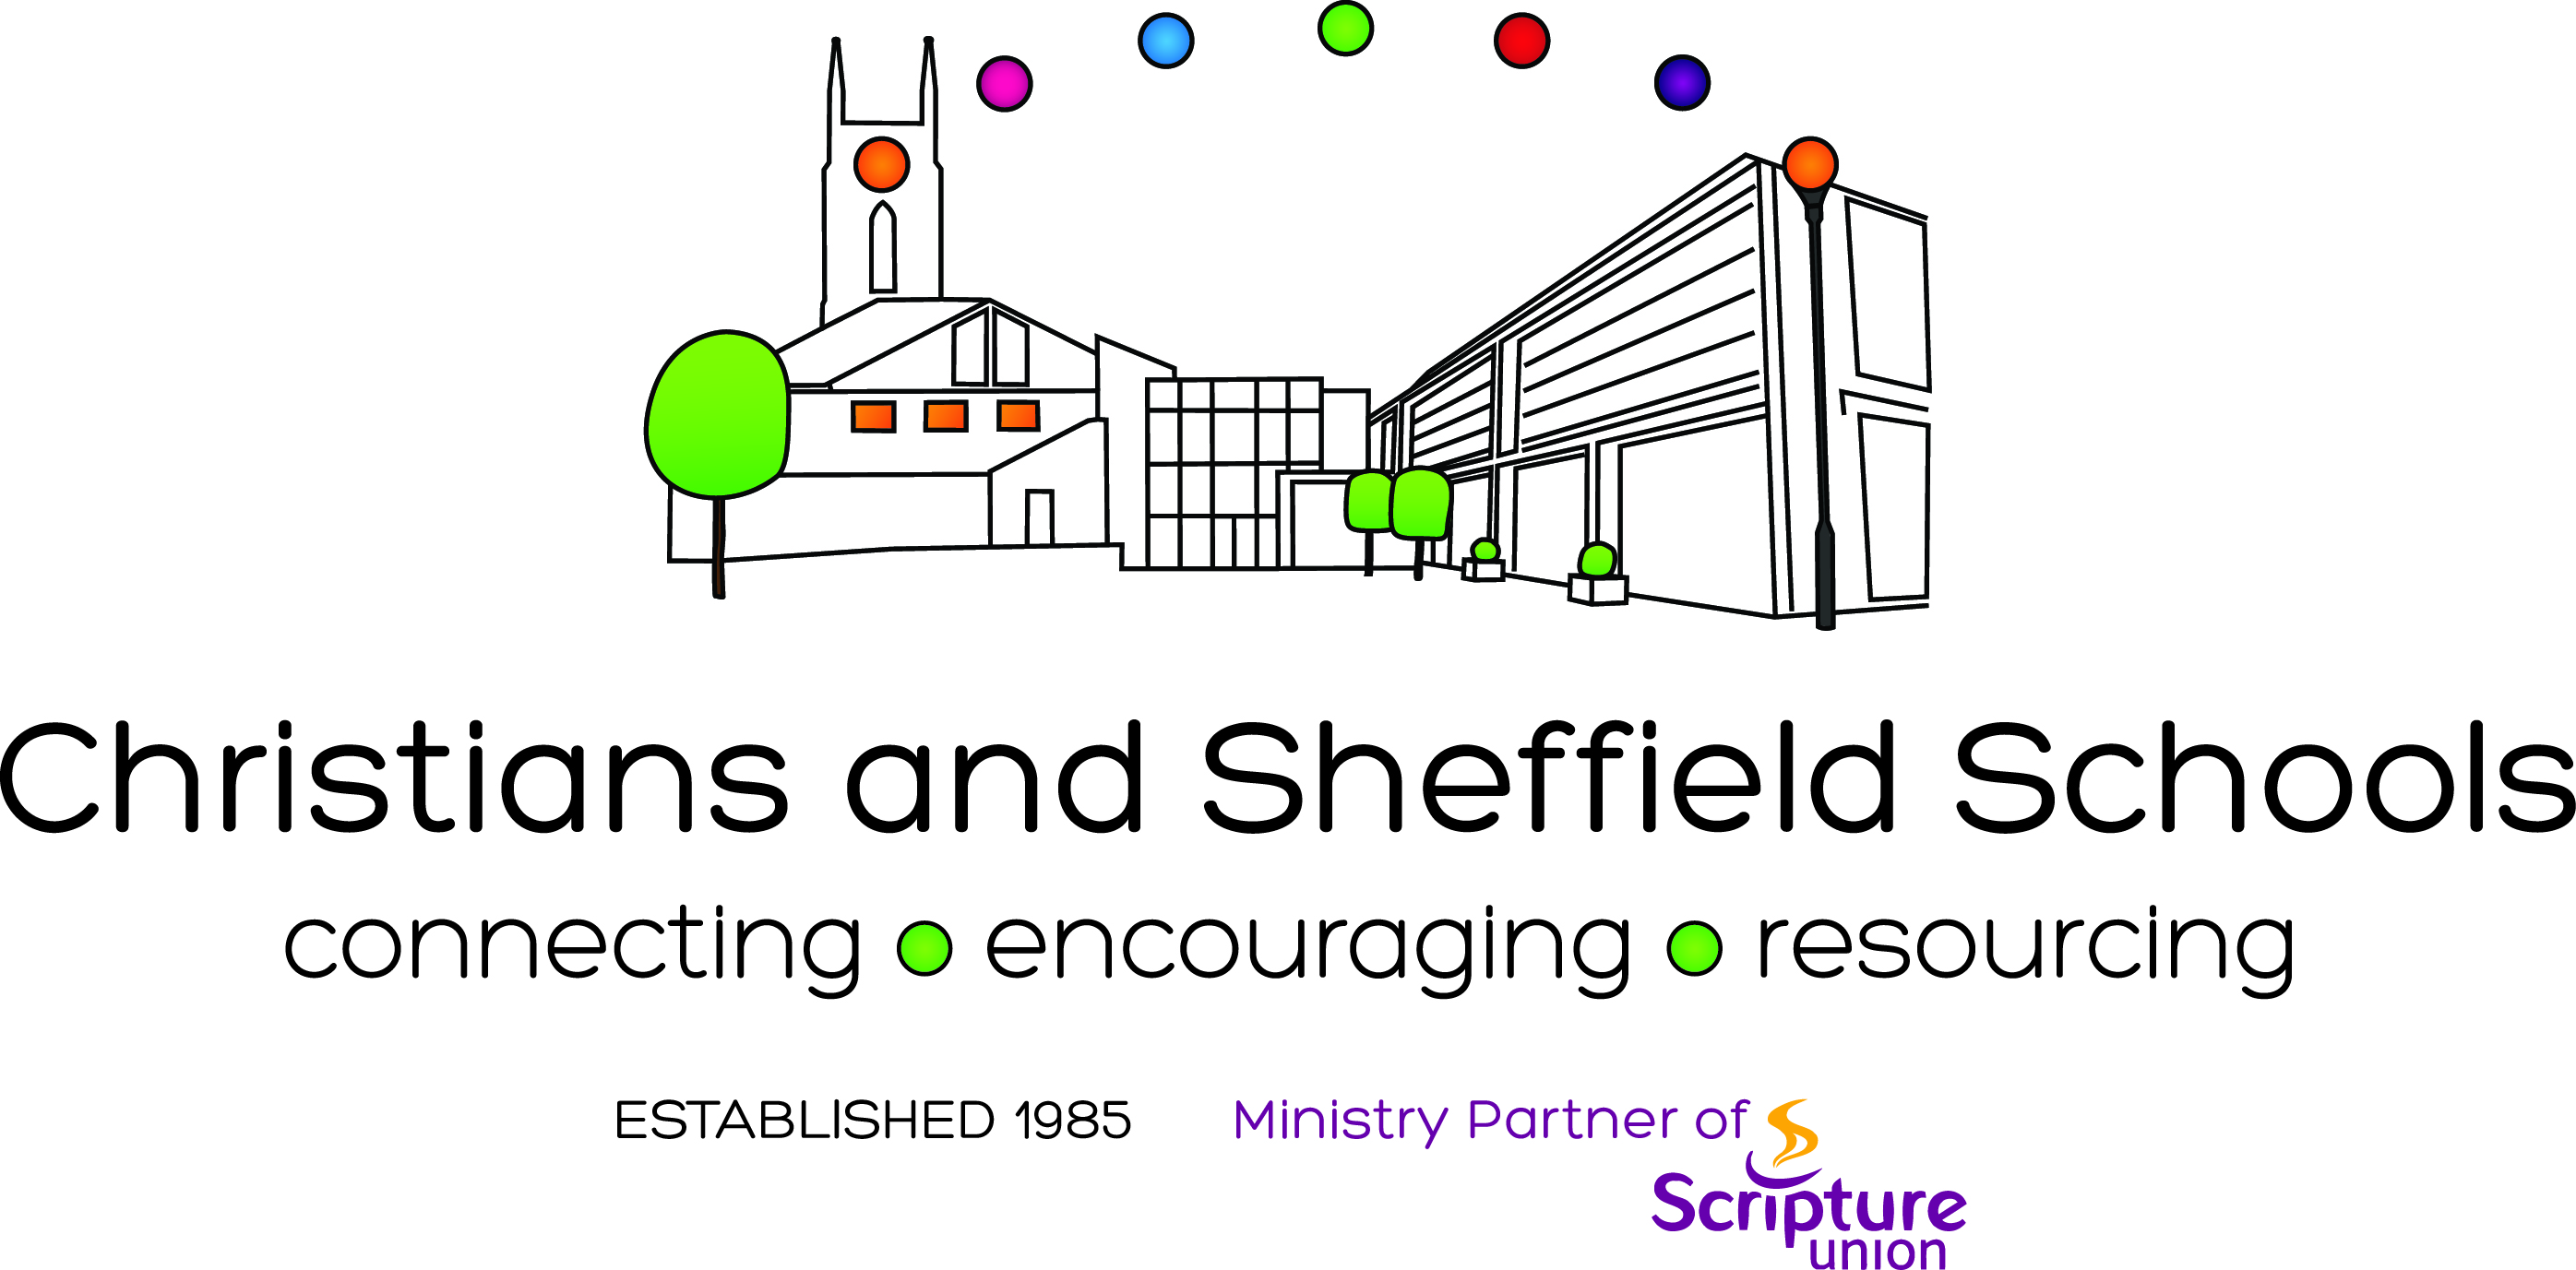 Christians and Sheffield Schools
connecting • encouraging • resourcing
ESTABLISHED 1985
Ministry Partner of
Scripture
union